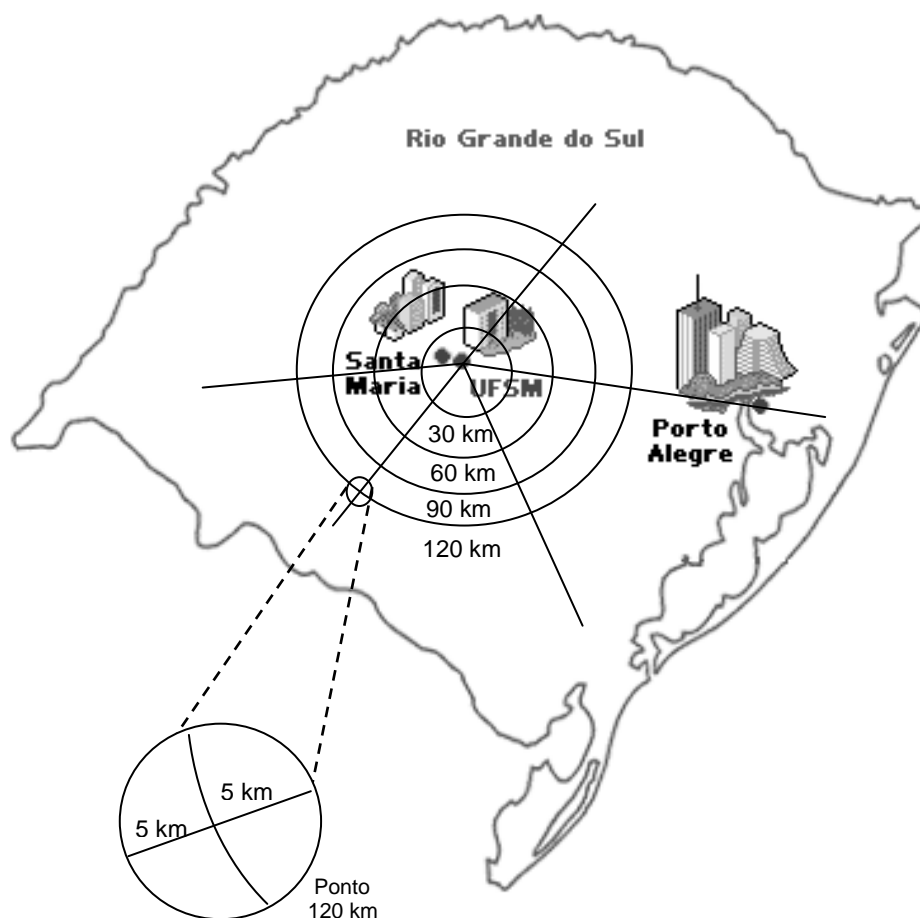 Rio Grande do Sul
Santa
Maria
UFSM
Porto
Alegre
30 km
60 km
90 km
120 km
5 km
5 km
Ponto
120 km